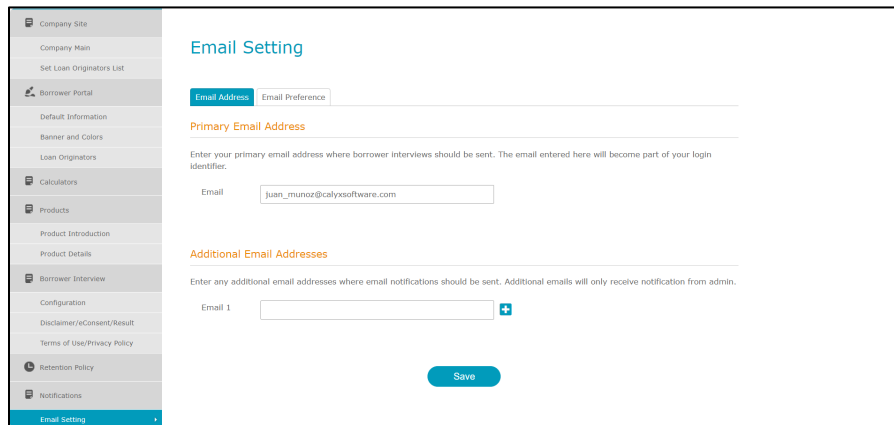 Company Site
Company Main
Set Loan Originators List
Borrower Portal
Default Information
Banner and Colors
Loan Originators
Calculators
Products
Product Introduction
Product Details
Borrower Interview
Configuration
Disclaimer/eConsent/Result
Terms of Use/Privacy Policy
Retention Policy
Notifications
Email Setting
Email Setting
Email Address Email Preference
Primary Email Address
Enter your primary email address where borrower interviews should be sent. The email entered here will become part of your login
identifier.
Email juan_munoz@calyxsoftware.com
Additional Email Addresses
Enter any additional email addresses where email notifications should be sent. Additional emails will only receive notification from admin.
Email 1
Save